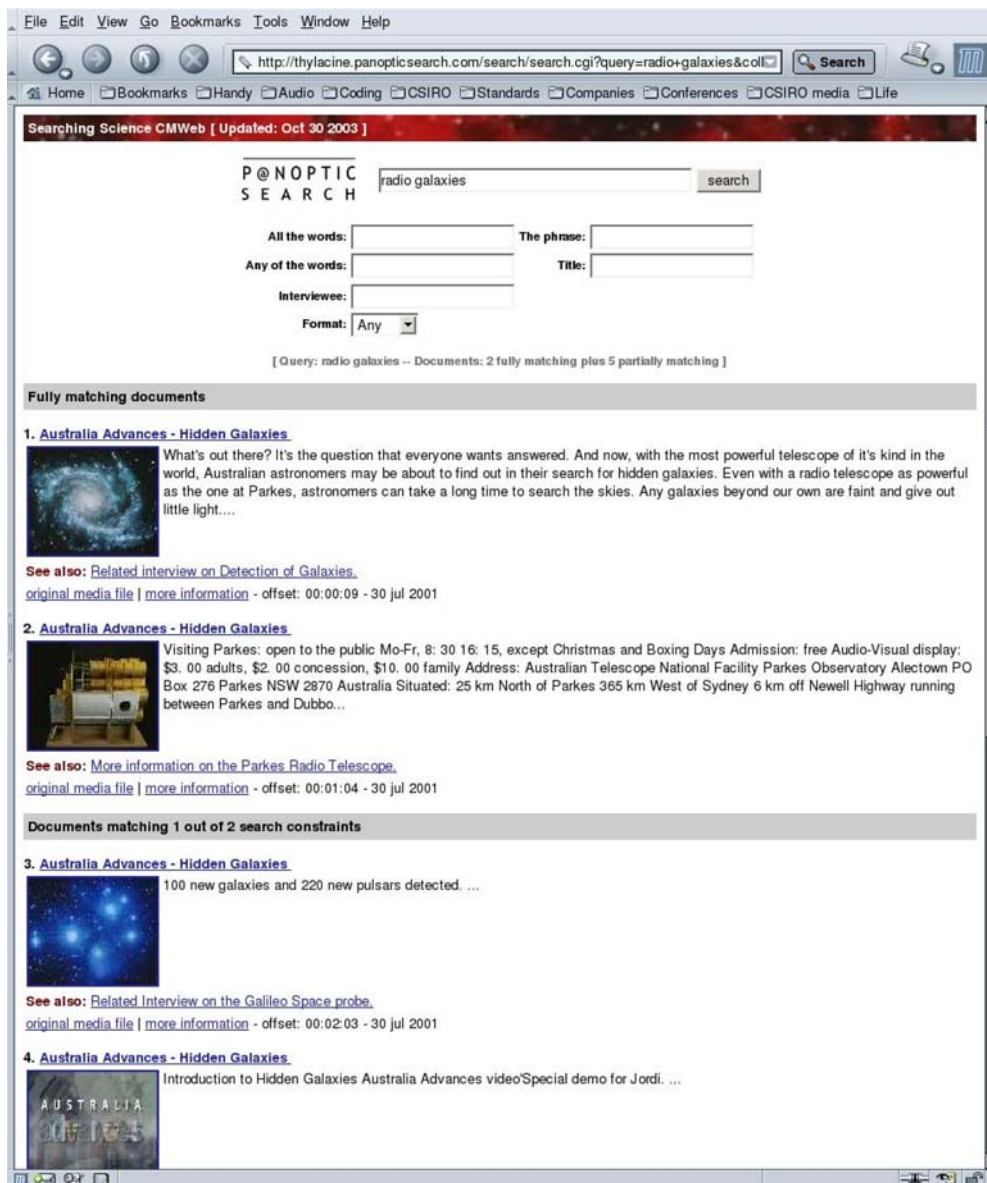 File Edit View Go Bookmarks Tools Window Help
http://thylacine.panopticsearch.com/search/search.cgi?query=radio+galaxies&coll
Search
Home Bookmarks Handy Audio Coding CSIRO Standards Companies Conferences CSIRO media Life
Searching Science CMWeb [ Updated: Oct 30 2003 ]
P@NOPTIC
SEARCH
radio galaxies
search
All the words:
The phrase:
Any of the words:
Title:
Interviewee:
Format: Any
[ Query: radio galaxies -- Documents: 2 fully matching plus 5 partially matching ]
Fully matching documents
1. Australia Advances - Hidden Galaxies
What's out there? It's the question that everyone wants answered. And now, with the most powerful telescope of it's kind in the
world, Australian astronomers may be about to find out in their search for hidden galaxies. Even with a radio telescope as powerful
as the one at Parkes, astronomers can take a long time to search the skies. Any galaxies beyond our own are faint and give out
little light....
See also: Related interview on Detection of Galaxies.
original media file | more information - offset: 00:00:09 - 30 jul 2001
2. Australia Advances - Hidden Galaxies
Visiting Parkes: open to the public Mo-Fr, 8: 30 16: 15, except Christmas and Boxing Days Admission: free Audio-Visual display:
$3. 00 adults, $2. 00 concession, $10. 00 family Address: Australian Telescope National Facility Parkes Observatory Alectown PO
Box 276 Parkes NSW 2870 Australia Situated: 25 km North of Parkes 365 km West of Sydney 6 km off Newell Highway running
between Parkes and Dubbo...
See also: More information on the Parkes Radio Telescope.
original media file | more information - offset: 00:01:04 - 30 jul 2001
Documents matching 1 out of 2 search constraints
3. Australia Advances - Hidden Galaxies
100 new galaxies and 220 new pulsars detected. ...
See also: Related Interview on the Galileo Space probe.
original media file | more information - offset: 00:02:03 - 30 jul 2001
4. Australia Advances - Hidden Galaxies
Introduction to Hidden Galaxies Australia Advances video'Special demo for Jordi. ...
AUSTRALIA
advances